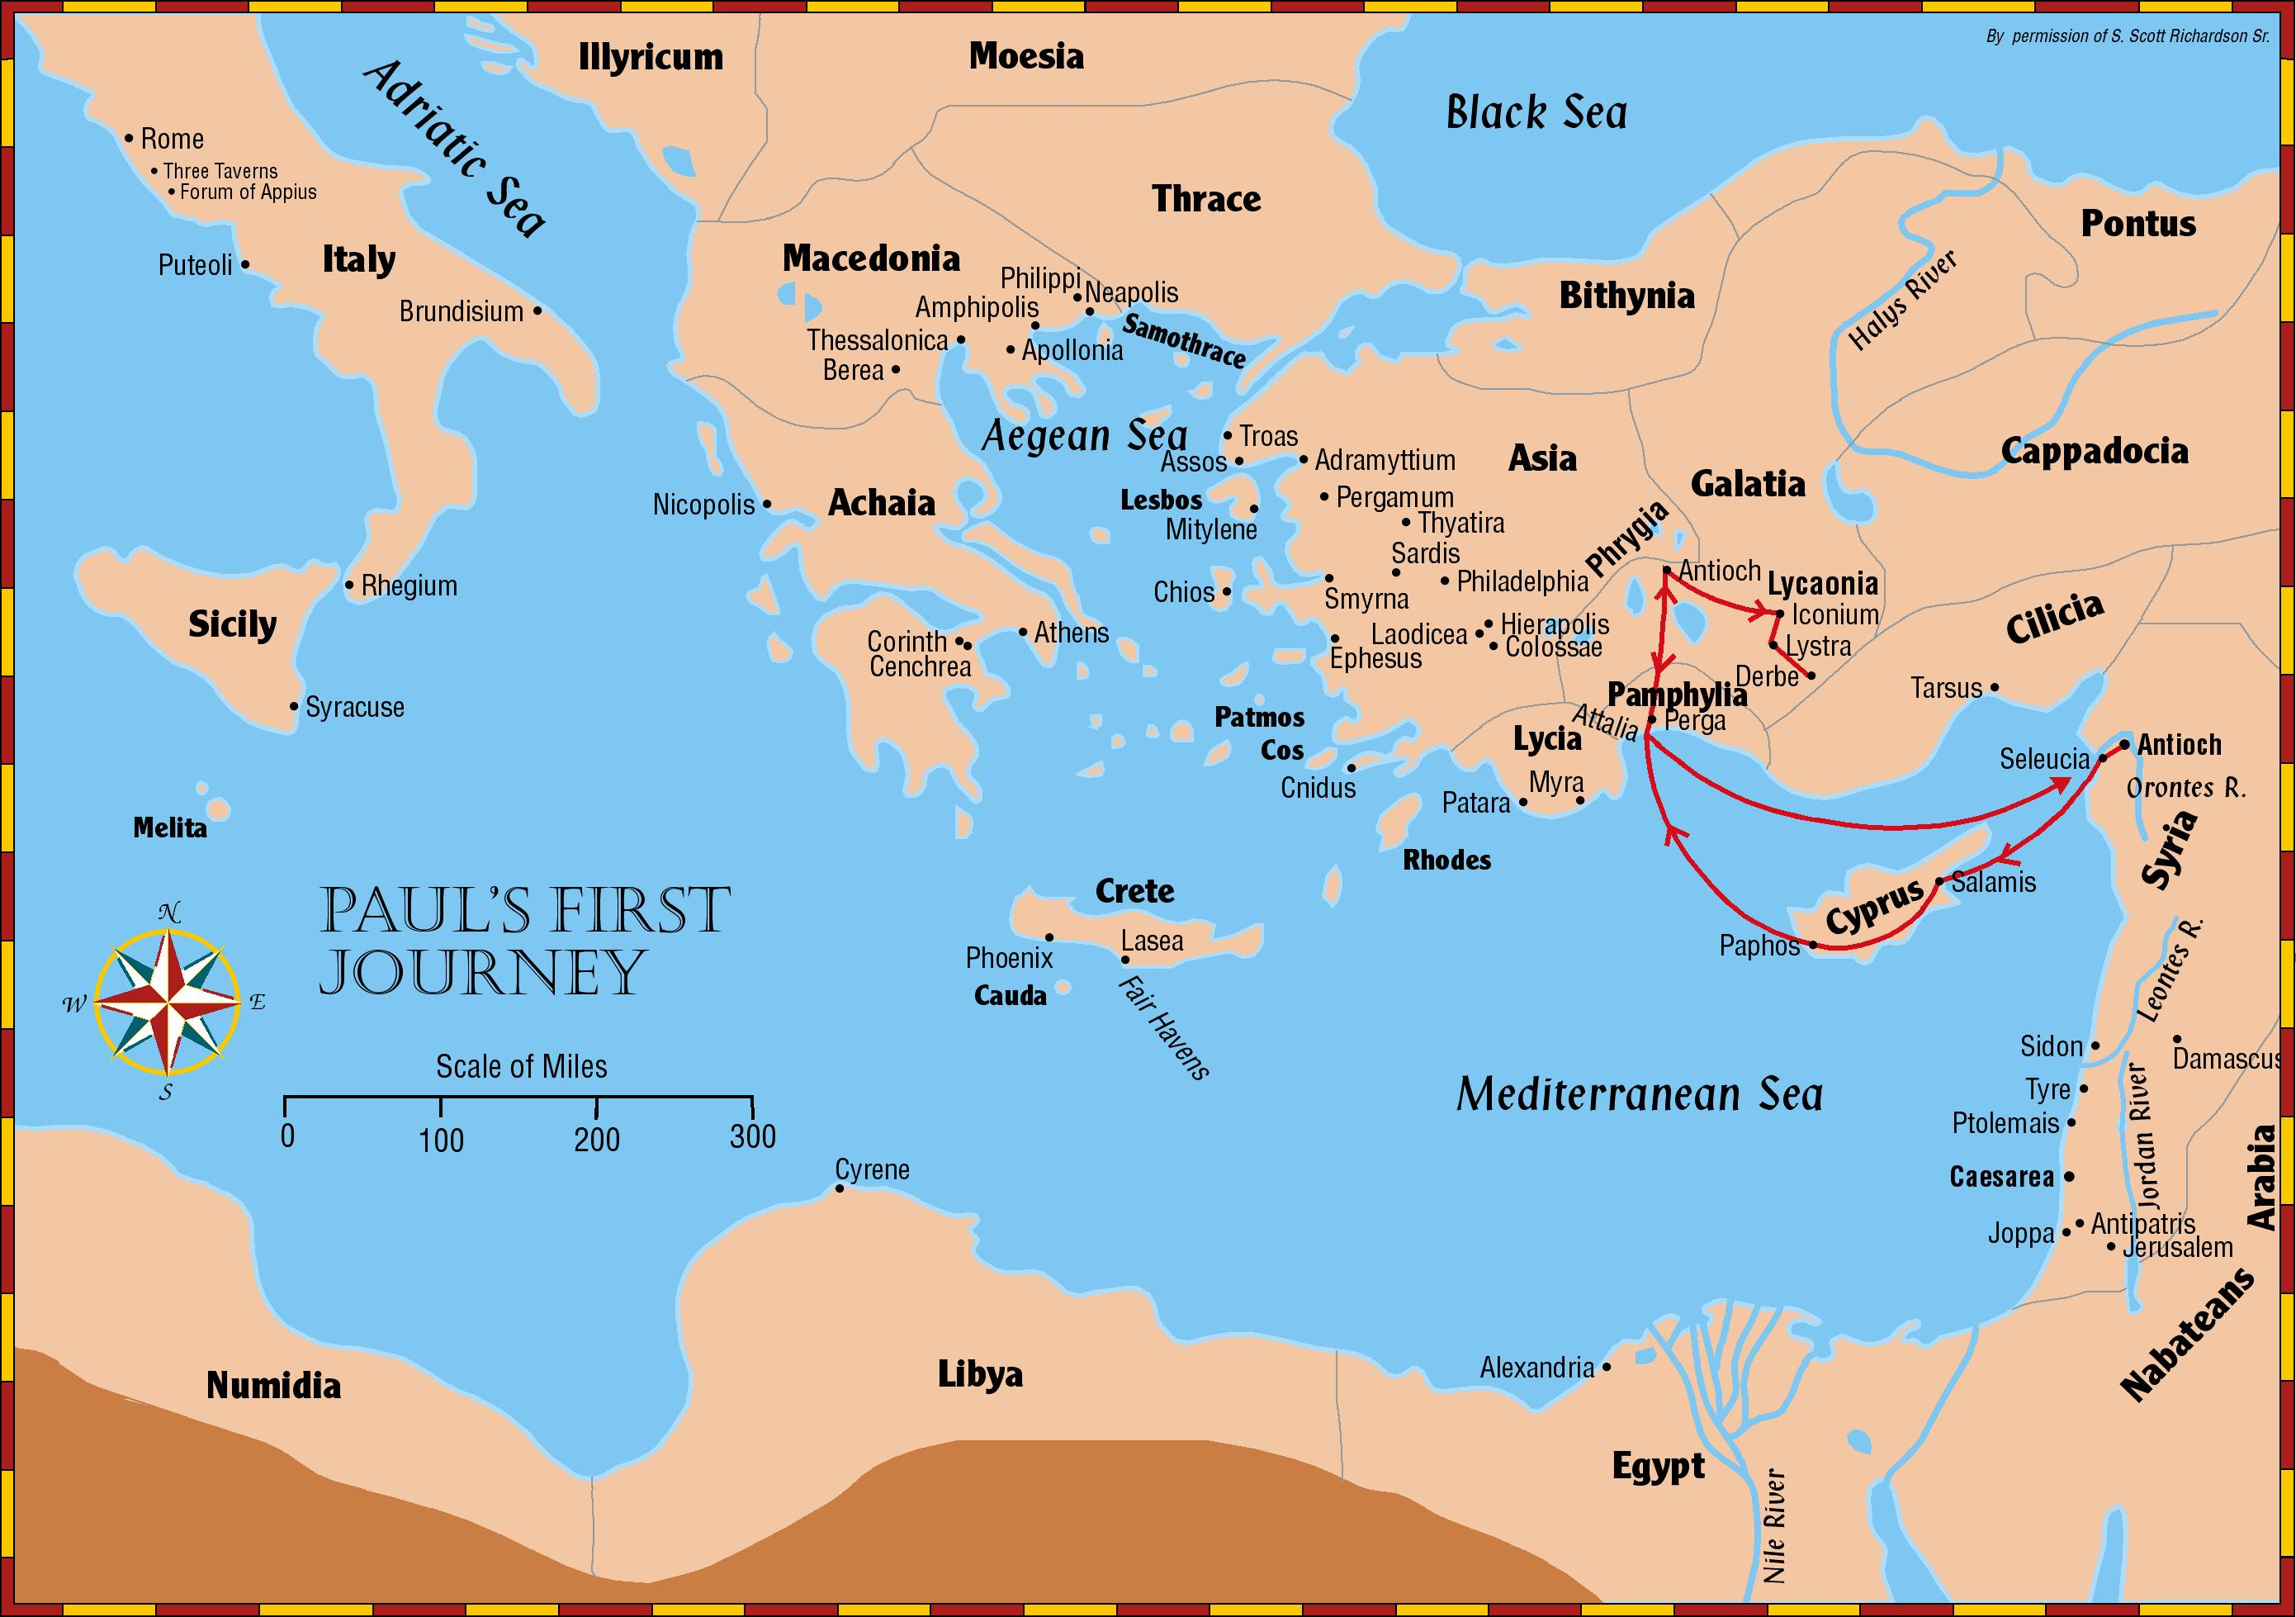 By permission of S. Scott Richardson Sr.
Illyricum
Moesia
Adriatic Sea
Black Sea
Rome
Three Taverns
Forum of Appius
Thrace
Pontus
Puteoli
Italy
Macedonia
Philippi
Neapolis
Bithynia
Halys River
Brundisium
Amphipolis
Samothrace
Thessalonica
Apollonia
Berea
Aegean Sea
Troas
Assos
Adramyttium
Asia
Cappadocia
Galatia
Nicopolis
Achaia
Lesbos
Pergamum
Mitylene
Thyatira
Phrygia
Sardis
Antioch
Lycaonia
Rhegium
Chios
Philadelphia
Smyrna
Iconium
Cilicia
Sicily
Hierapolis
Athens
Corinth
Laodicea
Colossae
Lystra
Cenchrea
Ephesus
Derbe
Tarsus
Pamphylia
Syracuse
Patmos
Attalia
Perga
Cos
Lycia
Antioch
Seleucia
Cnidus
Myra
Orontes R.
Patara
Melita
Syria
Rhodes
PAUL'S FIRST
JOURNEY
Crete
Salamis
Cyprus
Lasea
Paphos
Phoenix
Leontes R.
Cauda
Fair Havens
N
W
E
S
Scale of Miles
0
100
200
300
Sidon
Damascus
Mediterranean Sea
Tyre
Jordan River
Ptolemais
Cyrene
Caesarea
Arabia
Antipatris
Joppa
Jerusalem
Nabateans
Alexandria
Numidia
Libya
Egypt
Nile River